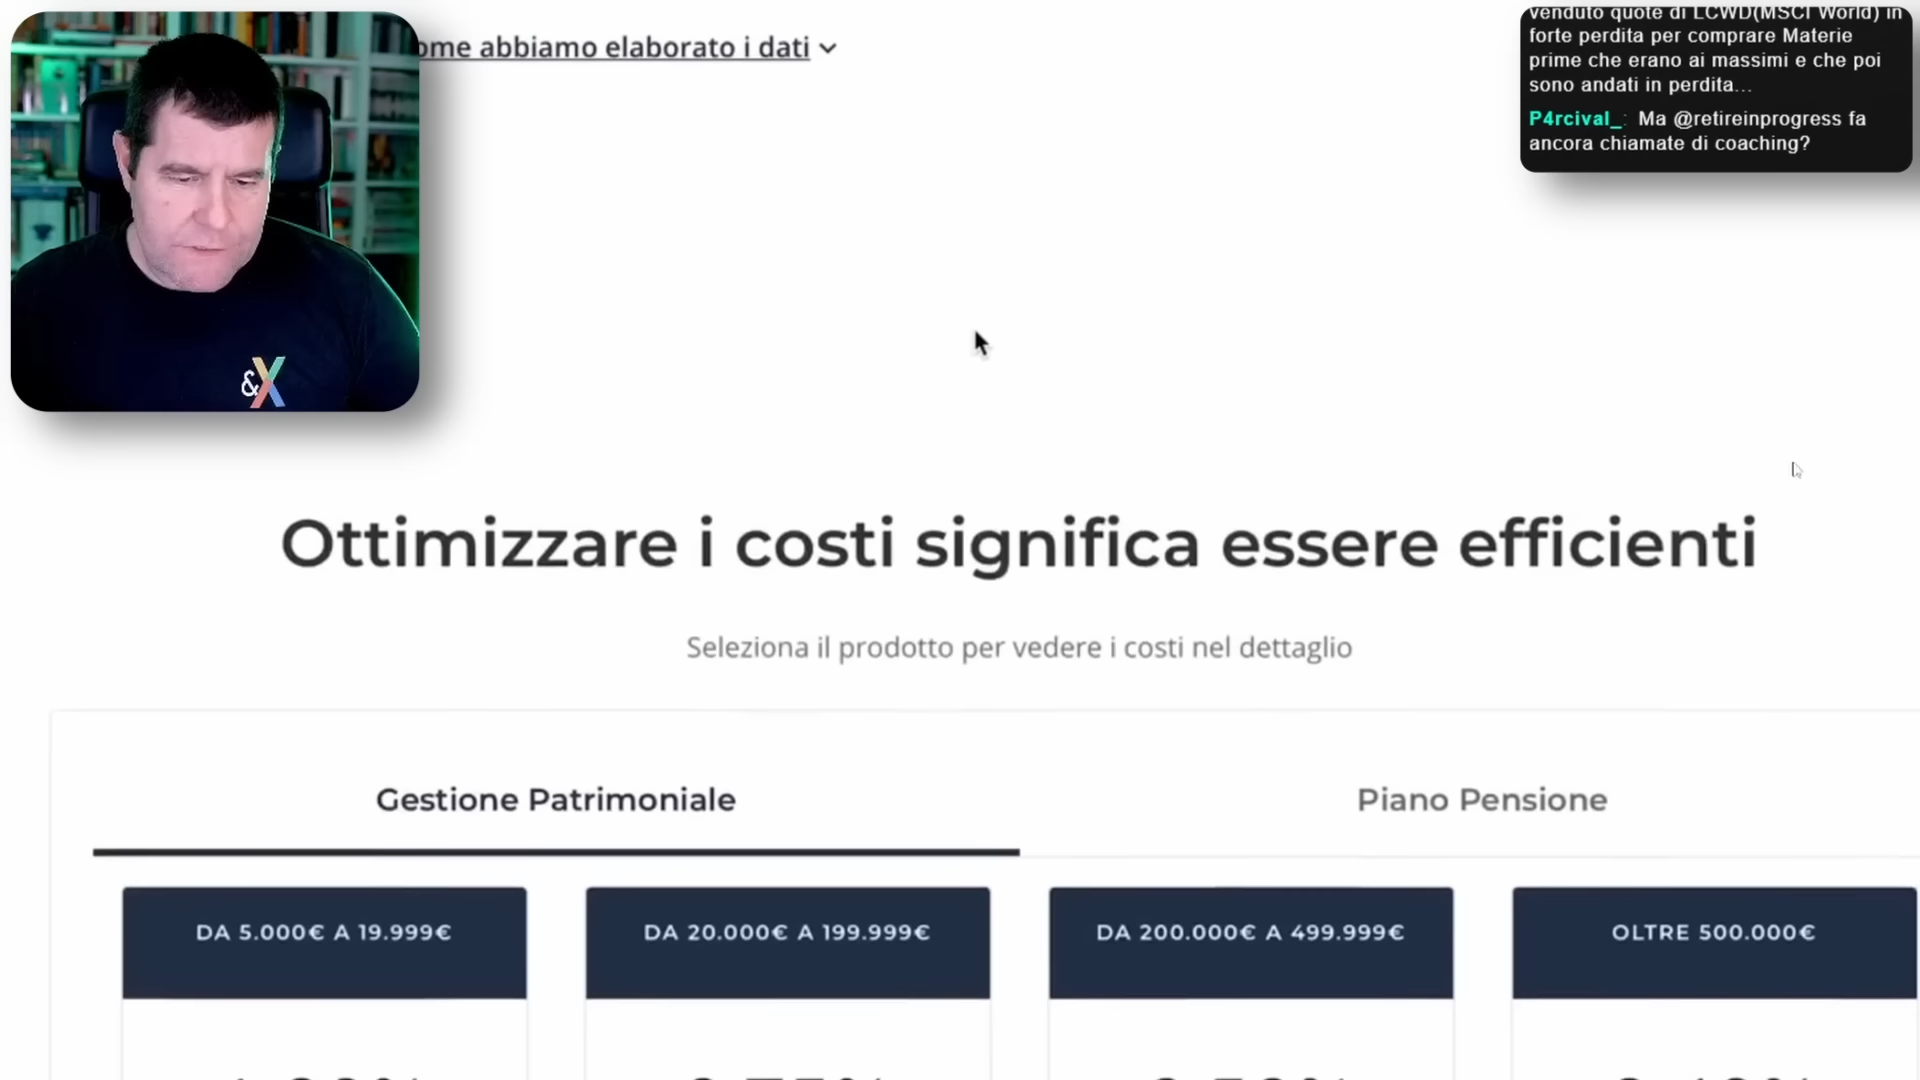 ome abbiamo elaborato i dati
venduto quote di LCWD(MSCI World) in
forte perdita per comprare Materie
prime che erano ai massimi e che poi
sono andati in perdita...
P4rcival_: Ma @retireinprogress fa
ancora chiamate di coaching?
&X
Ottimizzare i costi significa essere efficienti
Seleziona il prodotto per vedere i costi nel dettaglio
Gestione Patrimoniale
Piano Pensione
DA 5.000€ A 19.999€
DA 20.000€ A 199.999€
DA 200.000€ A 499.999€
OLTRE 500.000€